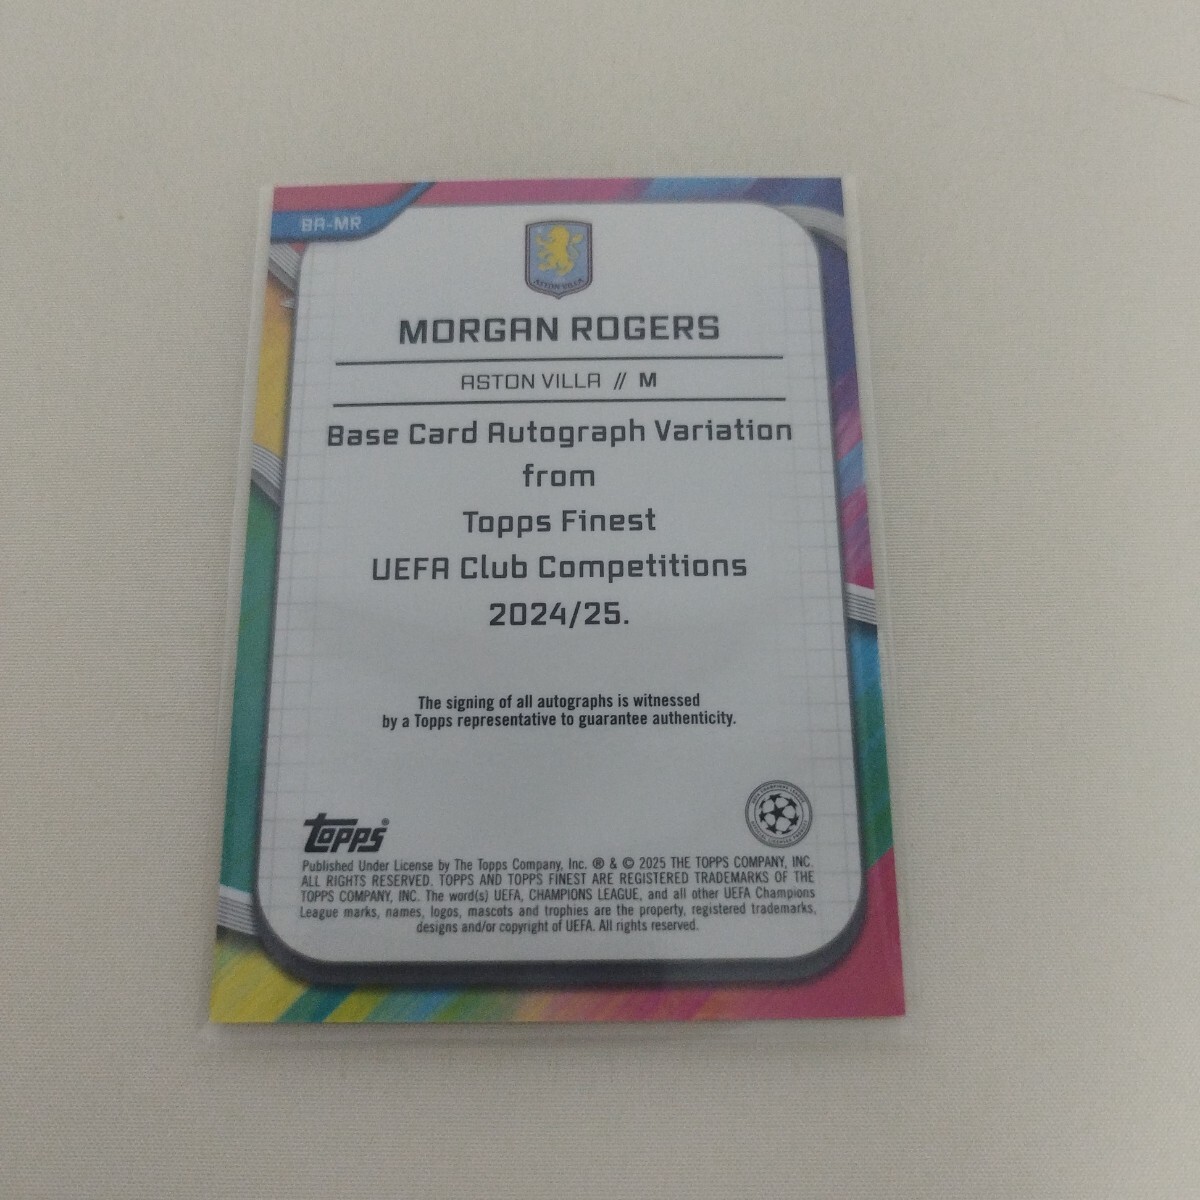 BA-MR
ASTON VILLA
MORGAN ROGERS
ASTON VILLA // M
Base Card Autograph Variation
from
Topps Finest
UEFA Club Competitions
2024/25.
The signing of all autographs is witnessed
by a Topps representative to guarantee authenticity.
Topps®
Published Under License by The Topps Company, Inc. ® & © 2025 THE TOPPS COMPANY, INC.
ALL RIGHTS RESERVED. TOPPS AND TOPPS FINEST ARE REGISTERED TRADEMARKS OF THE
TOPPS COMPANY, INC. The word(s) UEFA, CHAMPIONS LEAGUE, and all other UEFA Champions
League marks, names, logos, mascots and trophies are the property, registered trademarks,
designs and/or copyright of UEFA. All rights reserved.